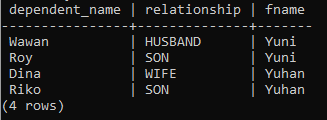 dependent_name | relationship | fname
----------------+--------------+-------
Wawan | HUSBAND | Yuni
Roy | SON | Yuni
Dina | WIFE | Yuhan
Riko | SON | Yuhan
(4 rows)